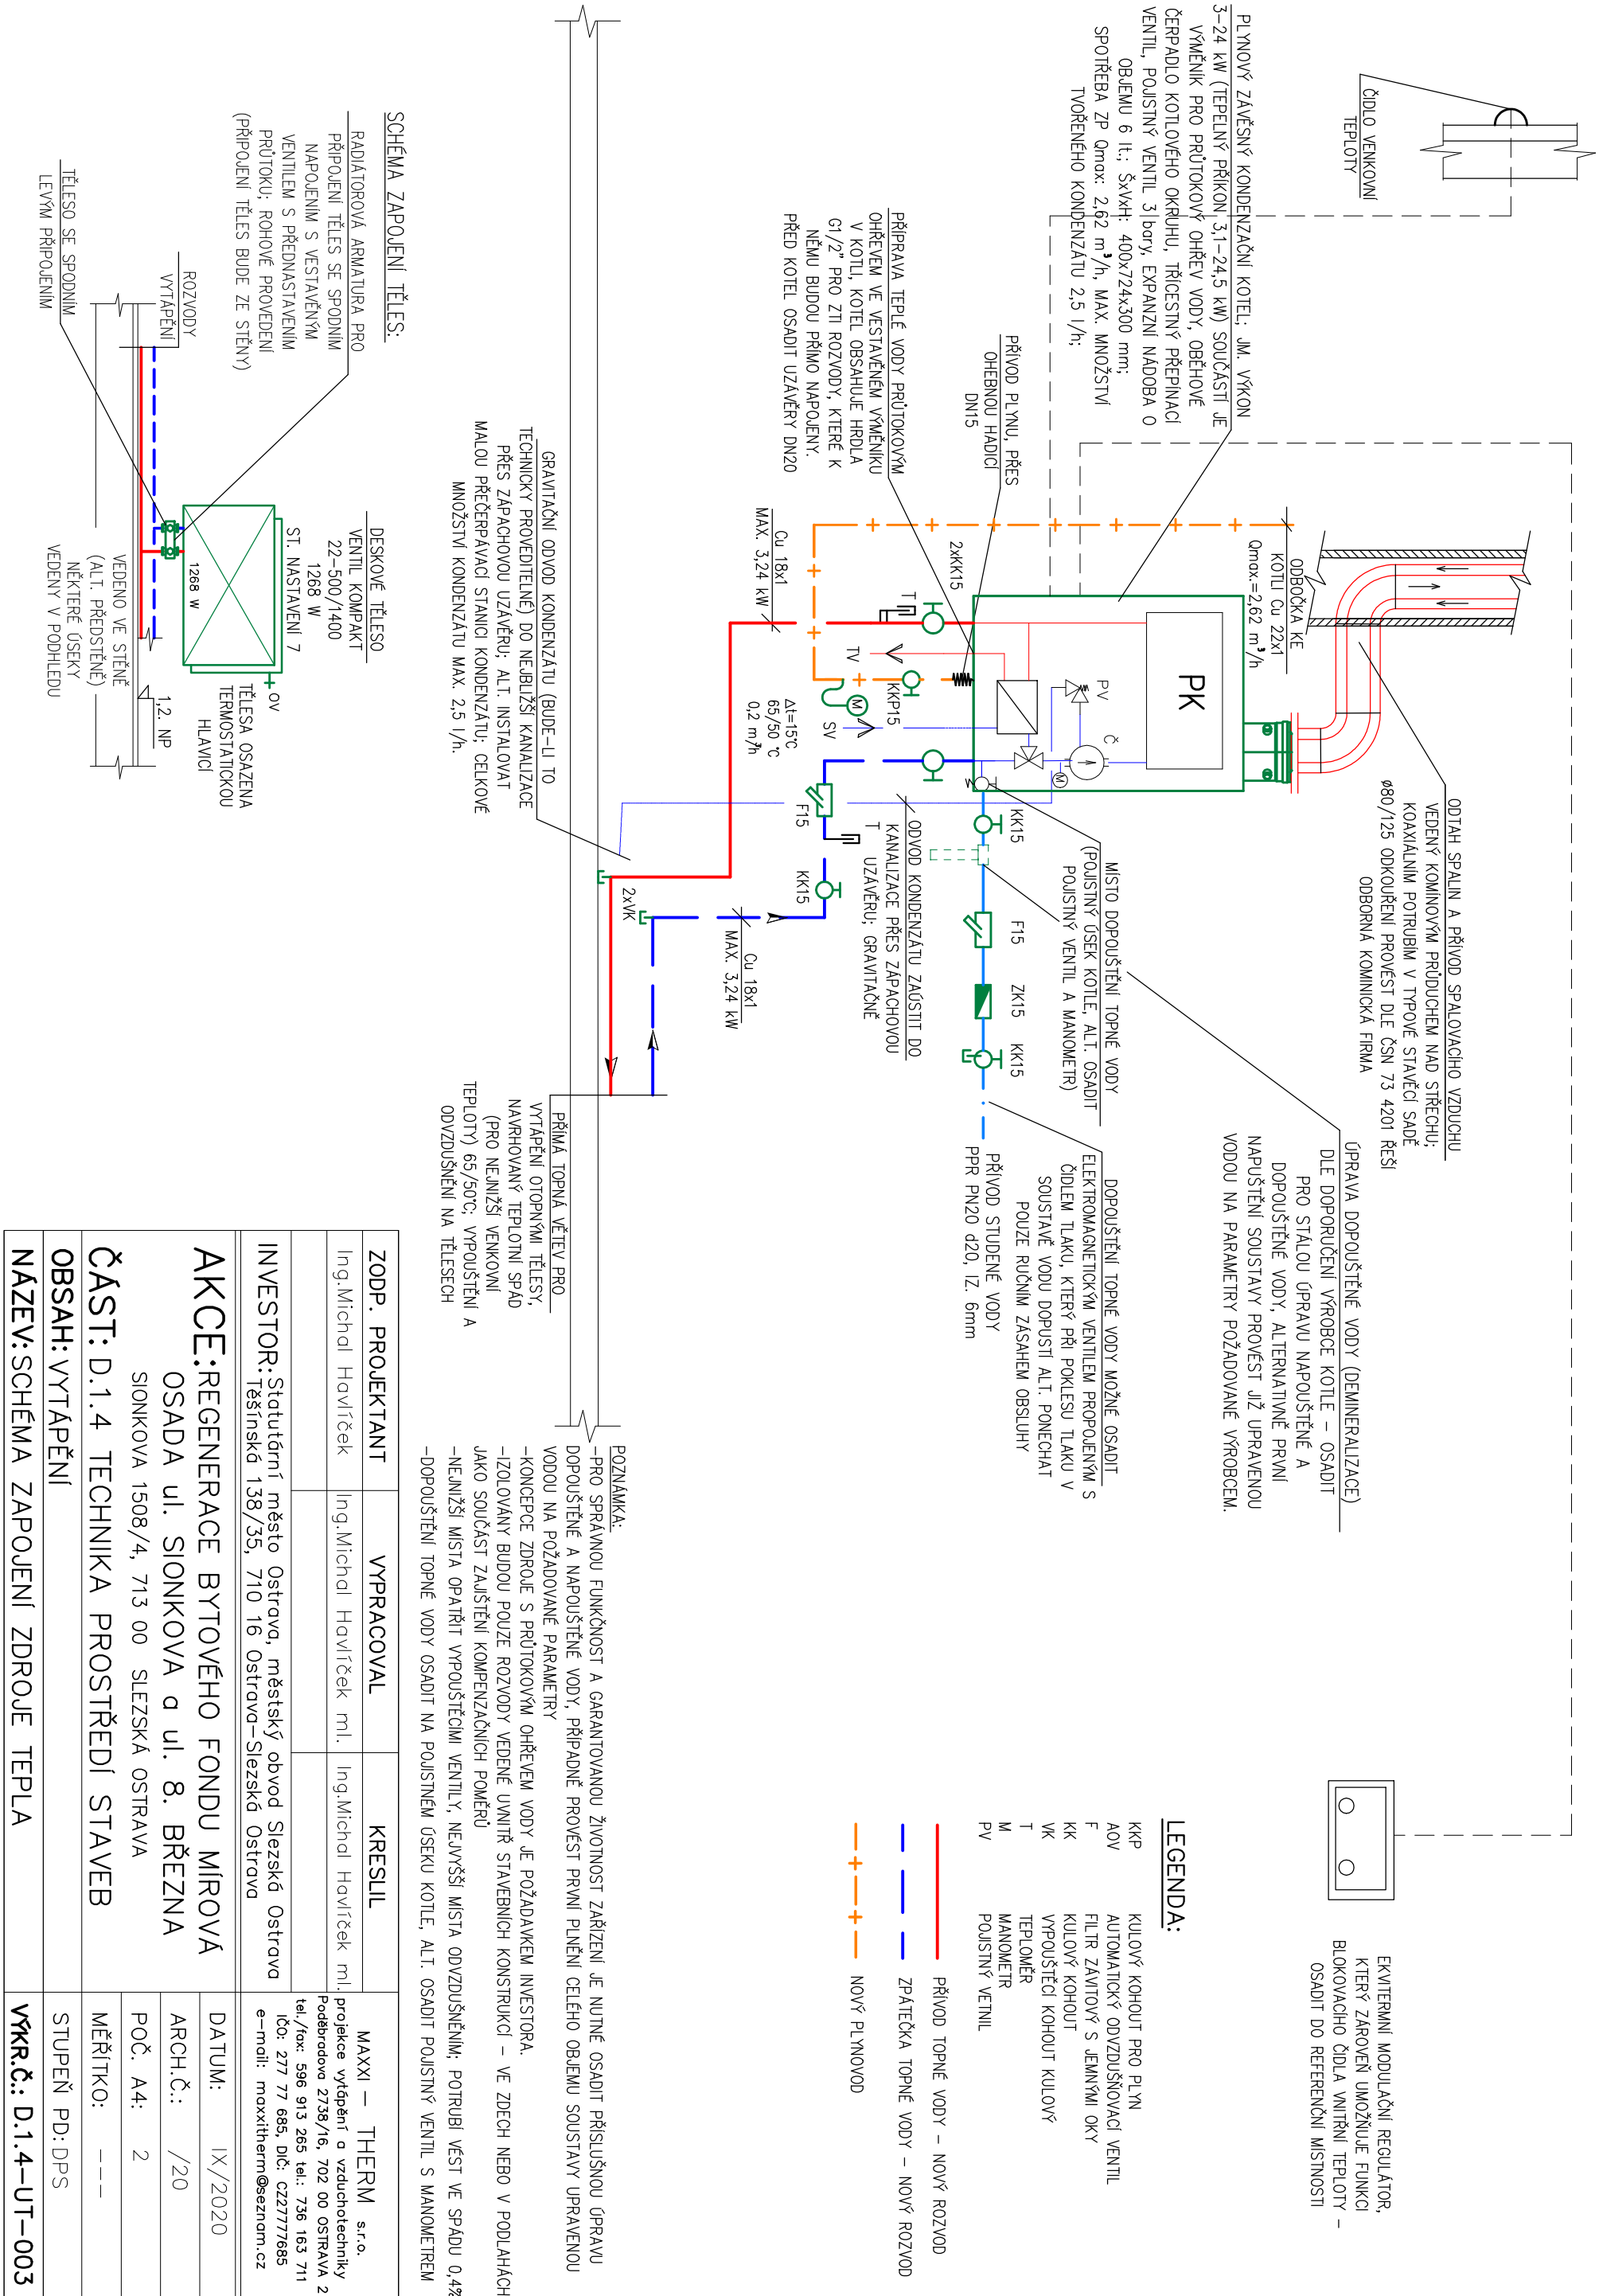 ČIDLO VENKOVNÍ
TEPLOTY
PLYNOVÝ ZÁVĚSNÝ KONDENZAČNÍ KOTEL; JM. VÝKON
3-24 kW (TEPELNÝ PŘÍKON 3,1-24,5 kW) SOUČÁSTÍ JE
VÝMĚNÍK PRO PRŮTOKOVÝ OHŘEV VODY, OBĚHOVÉ
ČERPADLO KOTLOVÉHO OKRUHU, TŘÍCESTNÝ PŘEPÍNACÍ
VENTIL, POJISTNÝ VENTIL 3 bary, EXPANZNÍ NÁDOBA O
OBJEMU 6 lt.; ŠxVxH: 400x724x300 mm;
SPOTŘEBA ZP Qmax: 2,62 m³/h, MAX. MNOŽSTVÍ
TVOŘENÉHO KONDENZÁTU 2,5 l/h;
ODBOČKA KE
KOTLI Cu 22x1
Qmax.=2,62 m³/h
ODTAH SPALIN A PŘÍVOD SPALOVACÍHO VZDUCHU
VEDENÝ KOMÍNOVÝM PRŮDUCHEM NAD STŘECHU;
KOAXIÁLNÍM POTRUBÍM V TYPOVÉ STAVĚCÍ SADĚ
ø80/125 ODKOUŘENÍ PROVÉST DLE ČSN 73 4201 ŘEŠÍ
ODBORNÁ KOMINICKÁ FIRMA
ÚPRAVA DOPOUŠTĚNÉ VODY (DEMINERALIZACE)
DLE DOPORUČENÍ VÝROBCE KOTLE - OSADIT
PRO STÁLOU ÚPRAVU NAPOUŠTĚNÉ A
DOPOUŠTĚNÉ VODY, ALTERNATIVNĚ PRVNÍ
NAPUŠTĚNÍ SOUSTAVY PROVÉST JIŽ UPRAVENOU
VODOU NA PARAMETRY POŽADOVANÉ VÝROBCEM.
EKVITERMNÍ MODULAČNÍ REGULÁTOR,
KTERÝ ZÁROVEŇ UMOŽŇUJE FUNKCI
BLOKOVACÍHO ČIDLA VNITŘNÍ TEPLOTY -
OSADIT DO REFERENČNÍ MÍSTNOSTI
PK
PV
Č
M
PŘÍVOD PLYNU, PŘES
OHEBNOU HADICI
DN15
PŘÍPRAVA TEPLÉ VODY PRŮTOKOVÝM
OHŘEVEM VE VESTAVĚNÉM VÝMĚNÍKU
V KOTLI, KOTEL OBSAHUJE HRDLA
G1/2" PRO ZTI ROZVODY, KTERÉ K
NĚMU BUDOU PŘÍMO NAPOJENY.
PŘED KOTEL OSADIT UZÁVĚRY DN20
2xKK15
T
TV
KKP15
M
SV
Cu 18x1
MAX. 3,24 kW
Δt=15°C
65/50 °C
0,2 m³/h
F15
T
KK15
KK15
F15
ZK15
KK15
MÍSTO DOPOUŠTĚNÍ TOPNÉ VODY
(POJISTNÝ ÚSEK KOTLE, ALT. OSADIT
POJISTNÝ VENTIL A MANOMETR)
ODVOD KONDENZÁTU ZAÚSTIT DO
KANALIZACE PŘES ZÁPACHOVOU
UZÁVĚRU; GRAVITAČNĚ
DOPOUŠTĚNÍ TOPNÉ VODY MOŽNÉ OSADIT
ELEKTROMAGNETICKÝM VENTILEM PROPOJENÝM S
ČIDLEM TLAKU, KTERÝ PŘI POKLESU TLAKU V
SOUSTAVĚ VODU DOPUSTÍ ALT. PONECHAT
POUZE RUČNÍM ZÁSAHEM OBSLUHY
PŘÍVOD STUDENÉ VODY
PPR PN20 d20, IZ. 6mm
Cu 18x1
MAX. 3,24 kW
2xVK
GRAVITAČNÍ ODVOD KONDENZÁTU (BUDE-LI TO
TECHNICKY PROVEDITELNÉ) DO NEJBLIŽŠÍ KANALIZACE
PŘES ZÁPACHOVOU UZÁVĚRU; ALT. INSTALOVAT
MALOU PŘEČERPÁVACÍ STANICI KONDENZÁTU; CELKOVÉ
MNOŽSTVÍ KONDENZÁTU MAX. 2,5 l/h.
PŘÍMÁ TOPNÁ VĚTEV PRO
VYTÁPĚNÍ OTOPNÝMI TĚLESY,
NAVRHOVANÝ TEPLOTNÍ SPÁD
(PRO NEJNIŽŠÍ VENKOVNÍ
TEPLOTY) 65/50°C; VYPOUŠTĚNÍ A
ODVZDUŠNĚNÍ NA TĚLESECH
LEGENDA:
KKP KULOVÝ KOHOUT PRO PLYN
AOV AUTOMATICKÝ ODVZDUŠŇOVACÍ VENTIL
F FILTR ZÁVITOVÝ S JEMNÝMI OKY
KK KULOVÝ KOHOUT
VK VYPOUŠTĚCÍ KOHOUT KULOVÝ
T TEPLOMĚR
M MANOMETR
PV POJISTNÝ VETNIL
PŘÍVOD TOPNÉ VODY - NOVÝ ROZVOD
ZPÁTEČKA TOPNÉ VODY - NOVÝ ROZVOD
NOVÝ PLYNOVOD
POZNÁMKA:
-PRO SPRÁVNOU FUNKČNOST A GARANTOVANOU ŽIVOTNOST ZAŘÍZENÍ JE NUTNÉ OSADIT PŘÍSLUŠNOU ÚPRAVU
DOPOUŠTĚNÉ A NAPOUŠTĚNÉ VODY, PŘÍPADNĚ PROVÉST PRVNÍ PLNĚNÍ CELÉHO OBJEMU SOUSTAVY UPRAVENOU
VODOU NA POŽADOVANÉ PARAMETRY
-KONCEPCE ZDROJE S PRŮTOKOVÝM OHŘEVEM VODY JE POŽADAVKEM INVESTORA.
-IZOLOVÁNY BUDOU POUZE ROZVODY VEDENÉ UVNITŘ STAVEBNÍCH KONSTRUKCÍ - VE ZDECH NEBO V PODLAHÁCH
JAKO SOUČÁST ZAJIŠTĚNÍ KOMPENZAČNÍCH POMĚRŮ
-NEJNIŽŠÍ MÍSTA OPATŘIT VYPOUŠTĚCÍMI VENTILY, NEJVYŠŠÍ MÍSTA ODVZDUŠNĚNÍM; POTRUBÍ VÉST VE SPÁDU 0,4%
-DOPOUŠTĚNÍ TOPNÉ VODY OSADIT NA POJISTNÉM ÚSEKU KOTLE, ALT. OSADIT POJISTNÝ VENTIL S MANOMETREM
SCHÉMA ZAPOJENÍ TĚLES:
RADIÁTOROVÁ ARMATURA PRO
PŘIPOJENÍ TĚLES SE SPODNÍM
NAPOJENÍM S VESTAVĚNÝM
VENTILEM S PŘEDNASTAVENÍM
PRŮTOKU; ROHOVÉ PROVEDENÍ
(PŘIPOJENÍ TĚLES BUDE ZE STĚNY)
ROZVODY
VYTÁPĚNÍ
TĚLESO SE SPODNÍM
LEVÝM PŘIPOJENÍM
DESKOVÉ TĚLESO
VENTIL KOMPAKT
22-500/1400
1268 W
ST. NASTAVENÍ 7
1268 W
OV
TĚLESA OSAZENA
TERMOSTATICKOU
HLAVICÍ
1,2. NP
VEDENO VE STĚNĚ
(ALT. PŘEDSTĚNĚ)
NĚKTERÉ ÚSEKY
VEDENY V PODHLEDU
ZODP. PROJEKTANT VYPRACOVAL KRESLIL
Ing.Michal Havlíček Ing.Michal Havlíček ml. Ing.Michal Havlíček ml.
MAXXI - THERM s.r.o.
projekce vytápění a vzduchotechniky
Poděbradova 2738/16, 702 00 OSTRAVA 2
tel./fax: 596 913 265 tel.: 736 163 711
IČO: 277 77 685, DIČ: CZ27777685
e-mail: maxxitherm@seznam.cz
INVESTOR: Statutární město Ostrava, městský obvod Slezská Ostrava
Těšínská 138/35, 710 16 Ostrava-Slezská Ostrava
AKCE: REGENERACE BYTOVÉHO FONDU MÍROVÁ
OSADA ul. SIONKOVA a ul. 8. BŘEZNA
SIONKOVA 1508/4, 713 00 SLEZSKÁ OSTRAVA
ČÁST: D.1.4 TECHNIKA PROSTŘEDÍ STAVEB
OBSAH: VYTÁPĚNÍ
NÁZEV: SCHÉMA ZAPOJENÍ ZDROJE TEPLA
DATUM: IX/2020
ARCH.Č.: /20
POČ. A4: 2
MĚŘÍTKO: ---
STUPEŇ PD: DPS
VÝKR.Č.: D.1.4-UT-003